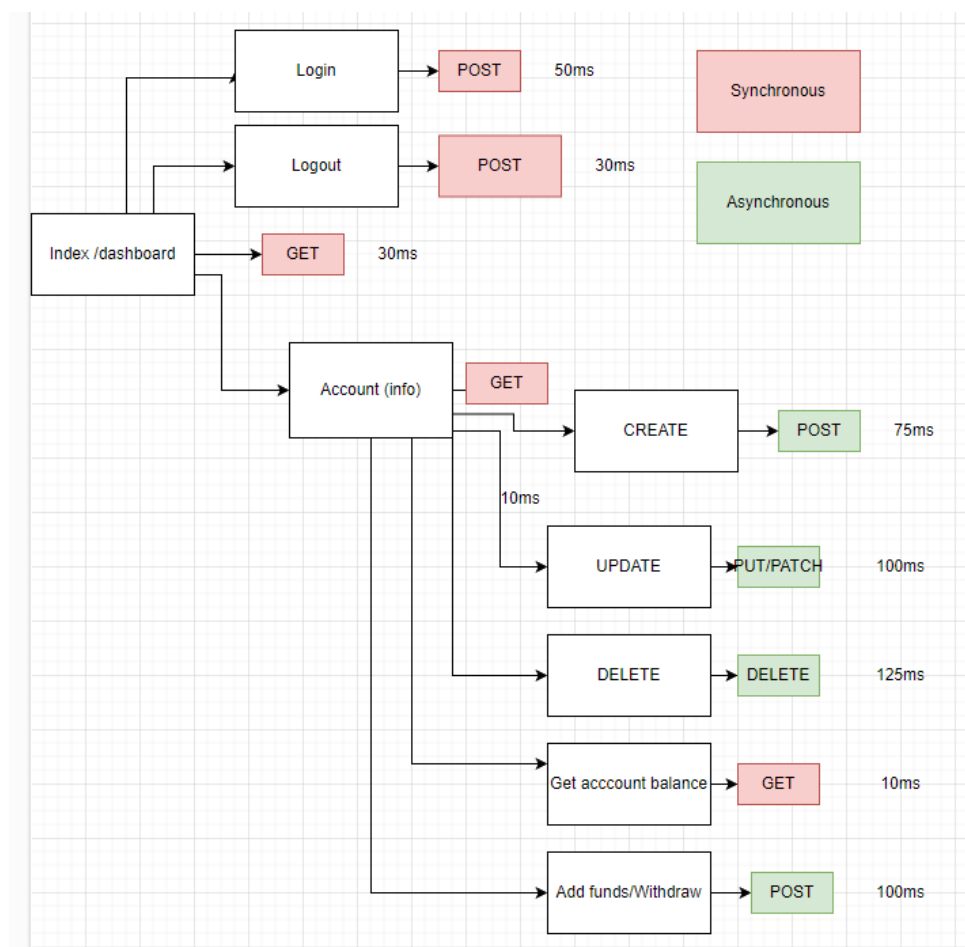 Login
POST
50ms
Synchronous
Logout
POST
30ms
Asynchronous
Index /dashboard
GET
30ms
Account (info)
GET
CREATE
POST
75ms
10ms
UPDATE
PUT/PATCH
100ms
DELETE
DELETE
125ms
Get acccount balance
GET
10ms
Add funds/Withdraw
POST
100ms